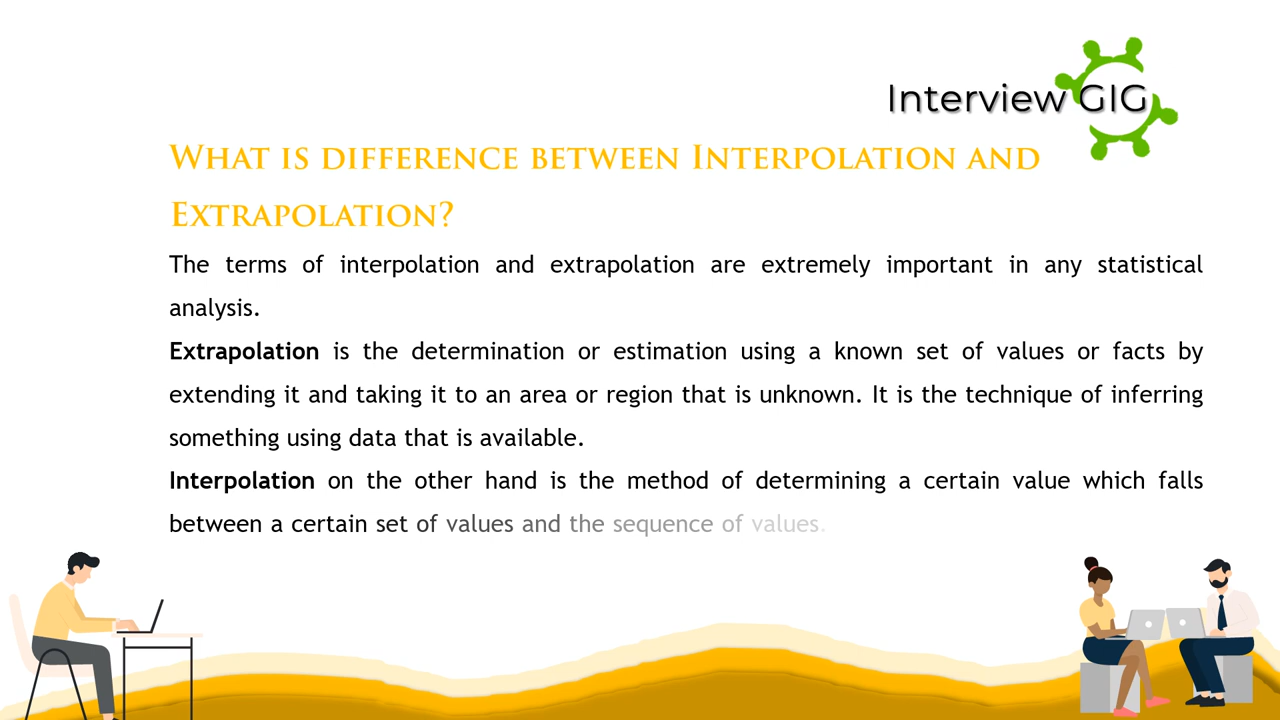 Interview GIG
What is difference between Interpolation and
Extrapolation?
The terms of interpolation and extrapolation are extremely important in any statistical
analysis.
Extrapolation is the determination or estimation using a known set of values or facts by
extending it and taking it to an area or region that is unknown. It is the technique of inferring
something using data that is available.
Interpolation on the other hand is the method of determining a certain value which falls
between a certain set of values and the sequence of values.